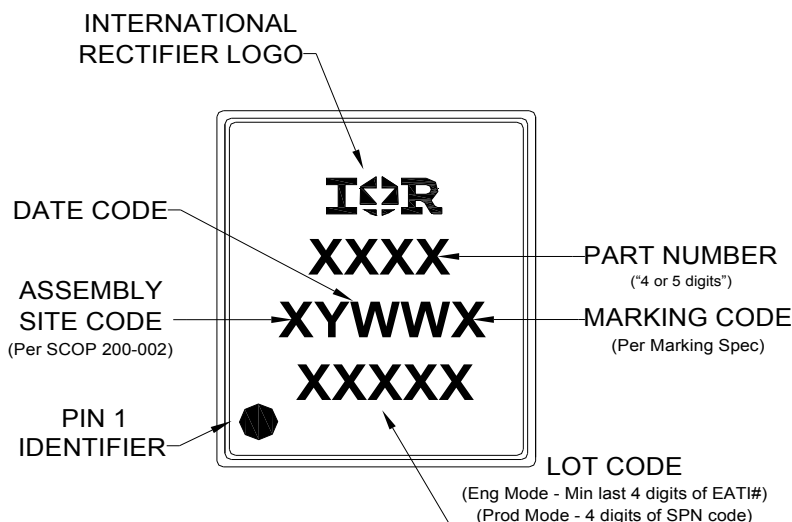 INTERNATIONAL
RECTIFIER LOGO
IOR
DATE CODE
XXXX
PART NUMBER
("4 or 5 digits")
ASSEMBLY
SITE CODE
(Per SCOP 200-002)
XYWWX
MARKING CODE
(Per Marking Spec)
XXXXX
PIN 1
IDENTIFIER
LOT CODE
(Eng Mode - Min last 4 digits of EATI#)
(Prod Mode - 4 digits of SPN code)